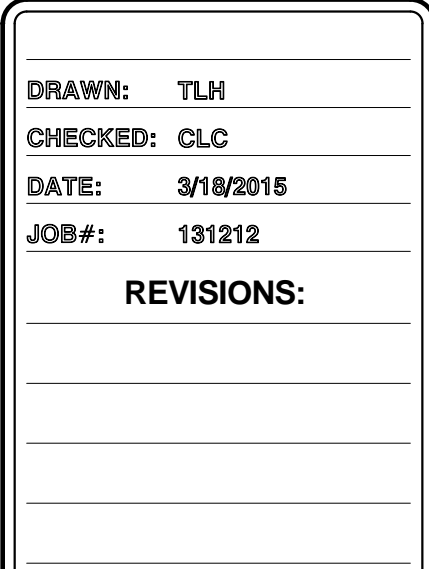 DRAWN: TLH
CHECKED: CLC
DATE: 3/18/2015
JOB#: 131212
REVISIONS: